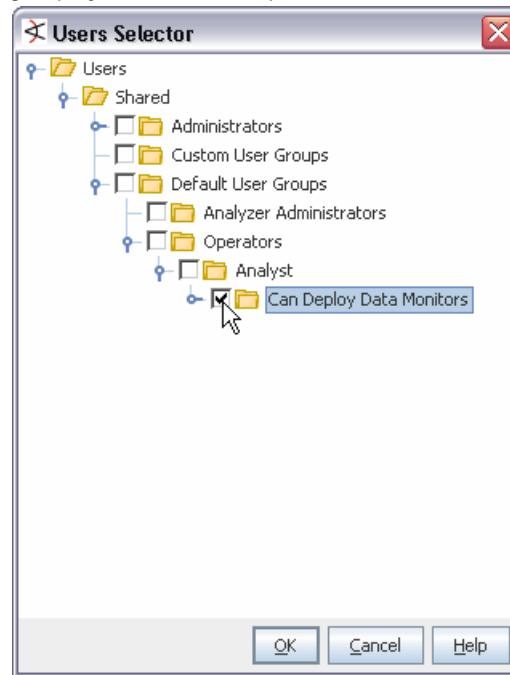 Users Selector
Users
Shared
Administrators
Custom User Groups
Default User Groups
Analyzer Administrators
Operators
Analyst
Can Deploy Data Monitors
OK Cancel Help